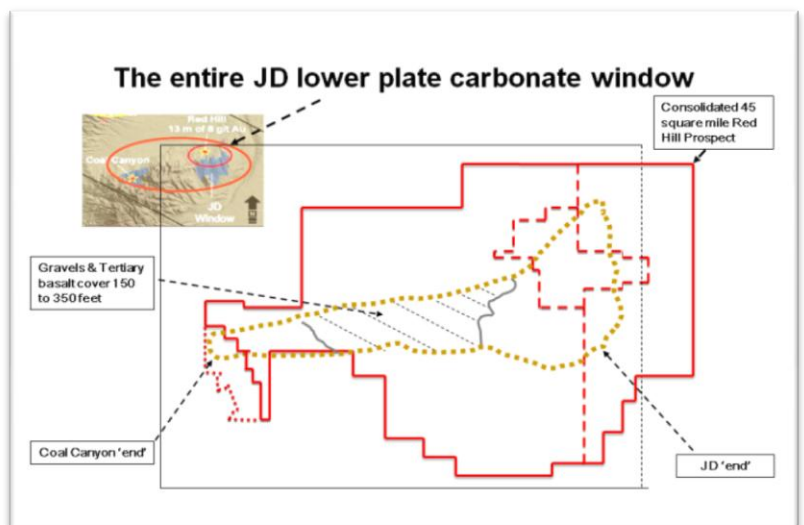 The entire JD lower plate carbonate window
Consolidated 45
square mile Red
Hill Prospect
Red Hill
13 m of 8 g/t Au
Coal Canyon
JD
Window
Gravels & Tertiary
basalt cover 150
to 350 feet
Coal Canyon 'end'
JD 'end'